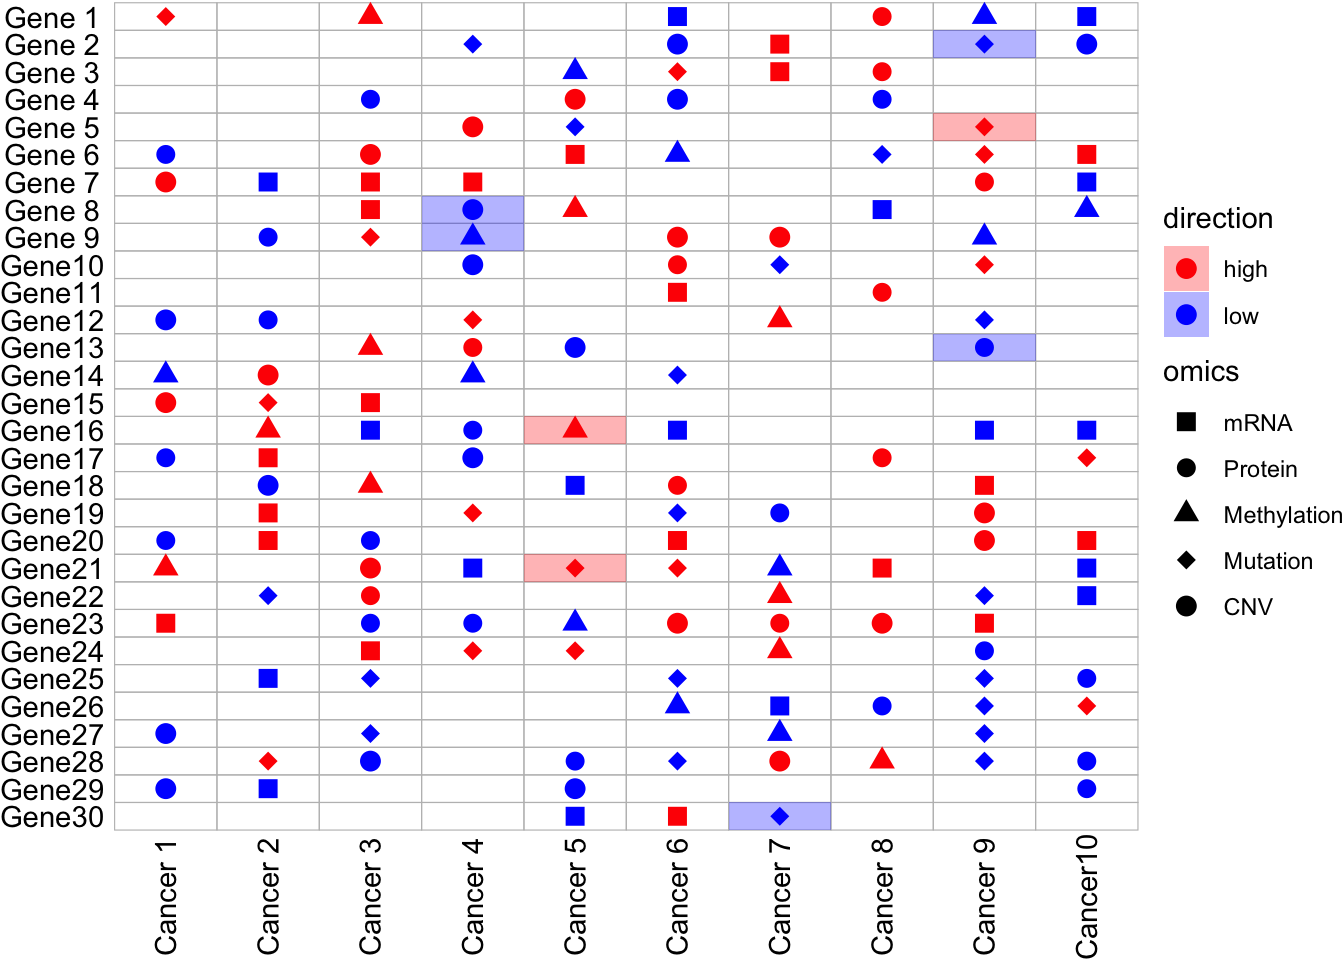 Gene 1
Gene 2
Gene 3
Gene 4
Gene 5
Gene 6
Gene 7
Gene 8
Gene 9
Gene10
Gene11
Gene12
Gene13
Gene14
Gene15
Gene16
Gene17
Gene18
Gene19
Gene20
Gene21
Gene22
Gene23
Gene24
Gene25
Gene26
Gene27
Gene28
Gene29
Gene30
Cancer 1
Cancer 2
Cancer 3
Cancer 4
Cancer 5
Cancer 6
Cancer 7
Cancer 8
Cancer 9
Cancer10
direction
high
low
omics
mRNA
Protein
Methylation
Mutation
CNV